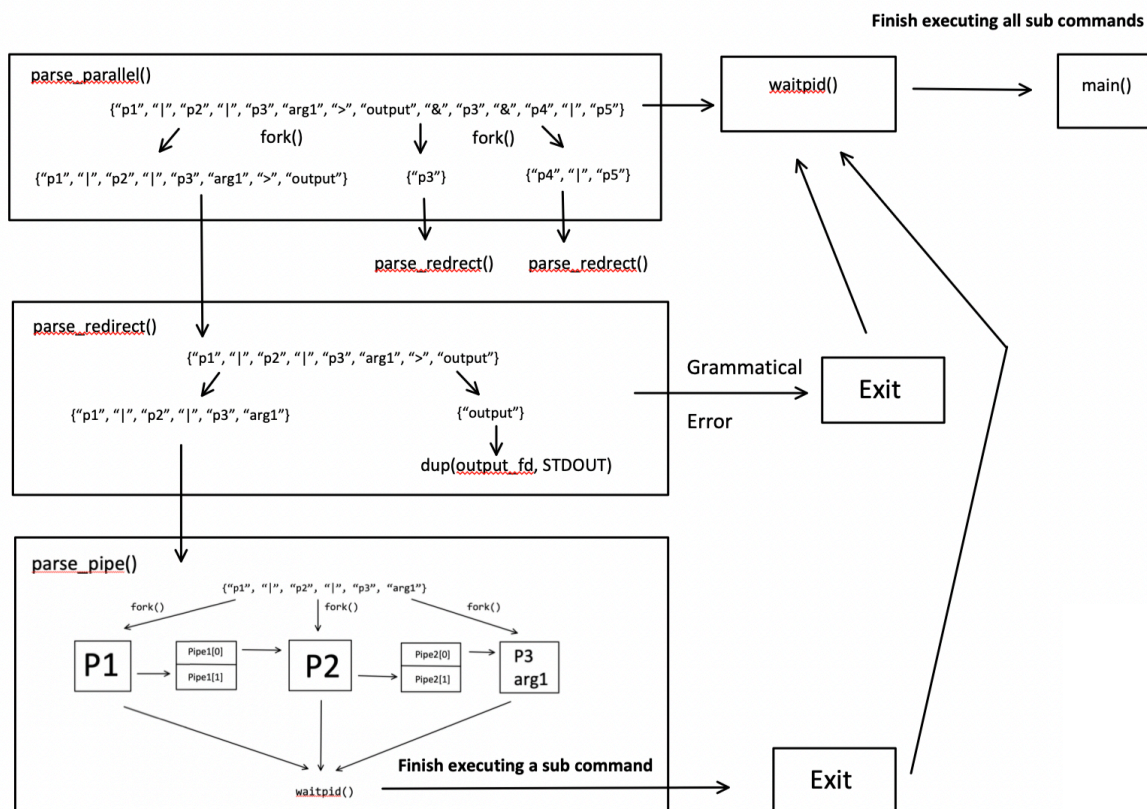 Finish executing all sub commands
parse_parallel()
waitpid()
main()
{“p1”, “|”, “p2”, “|”, “p3”, “arg1”, “>”, “output”, “&”, “p3”, “&”, “p4”, “|”, “p5”}
fork()
fork()
{“p1”, “|”, “p2”, “|”, “p3”, “arg1”, “>”, “output”}
{“p3”}
{“p4”, “|”, “p5”}
parse_redrect()
parse_redrect()
parse_redirect()
{“p1”, “|”, “p2”, “|”, “p3”, “arg1”, “>”, “output”}
{“p1”, “|”, “p2”, “|”, “p3”, “arg1”}
{“output”}
dup(output_fd, STDOUT)
Grammatical
Error
Exit
parse_pipe()
{“p1”, “|”, “p2”, “|”, “p3”, “arg1”}
fork()
fork()
fork()
P1
Pipe1[0]
Pipe1[1]
P2
Pipe2[0]
Pipe2[1]
P3
arg1
waitpid()
Finish executing a sub command
Exit